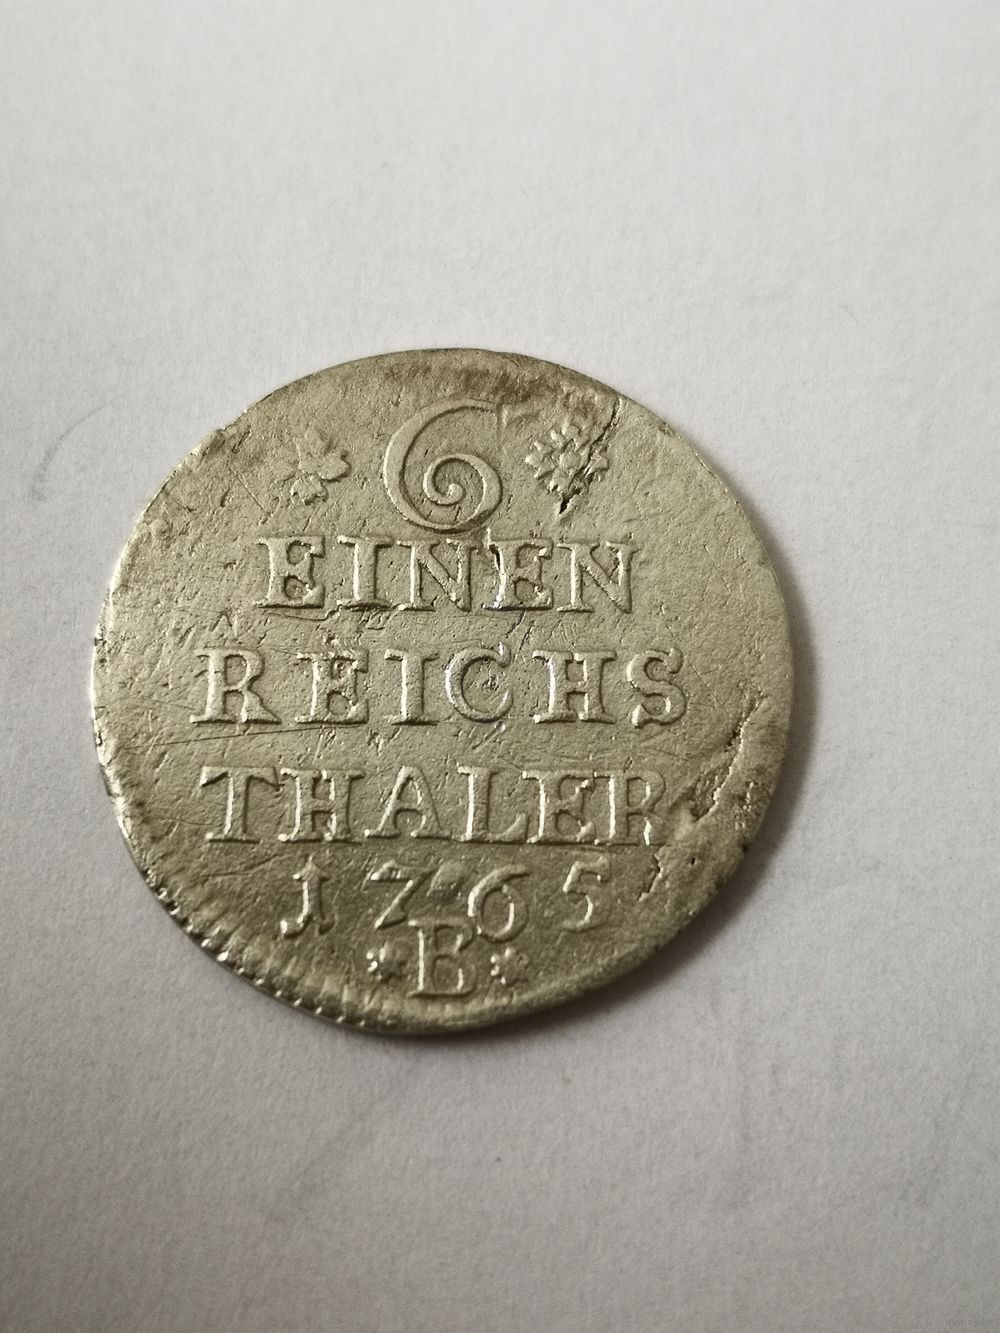 6
EINEN
REICHS
THALER
1765
*B*